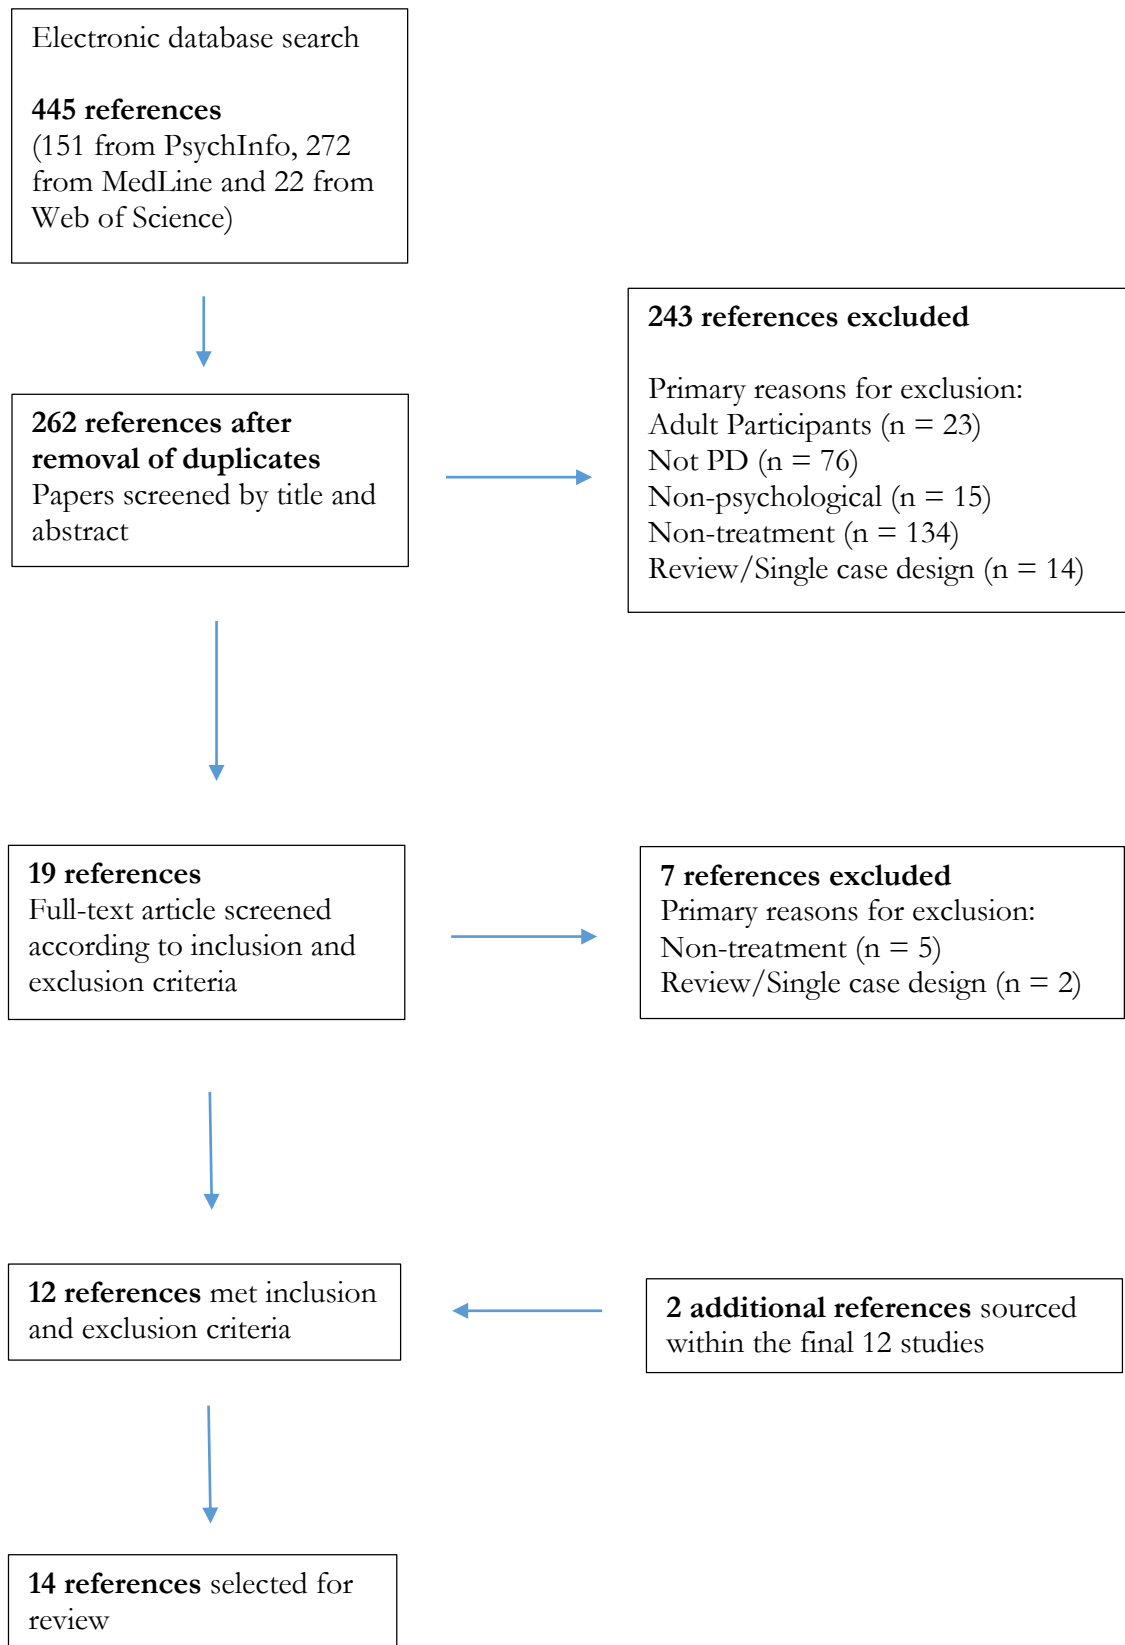 Electronic database search
445 references
(151 from PsychInfo, 272
from MedLine and 22 from
Web of Science)
243 references excluded
Primary reasons for exclusion:
Adult Participants (n = 23)
Not PD (n = 76)
Non-psychological (n = 15)
Non-treatment (n = 134)
Review/Single case design (n = 14)
262 references after
removal of duplicates
Papers screened by title and
abstract
19 references
Full-text article screened
according to inclusion and
exclusion criteria
7 references excluded
Primary reasons for exclusion:
Non-treatment (n = 5)
Review/Single case design (n = 2)
12 references met inclusion
and exclusion criteria
2 additional references sourced
within the final 12 studies
14 references selected for
review